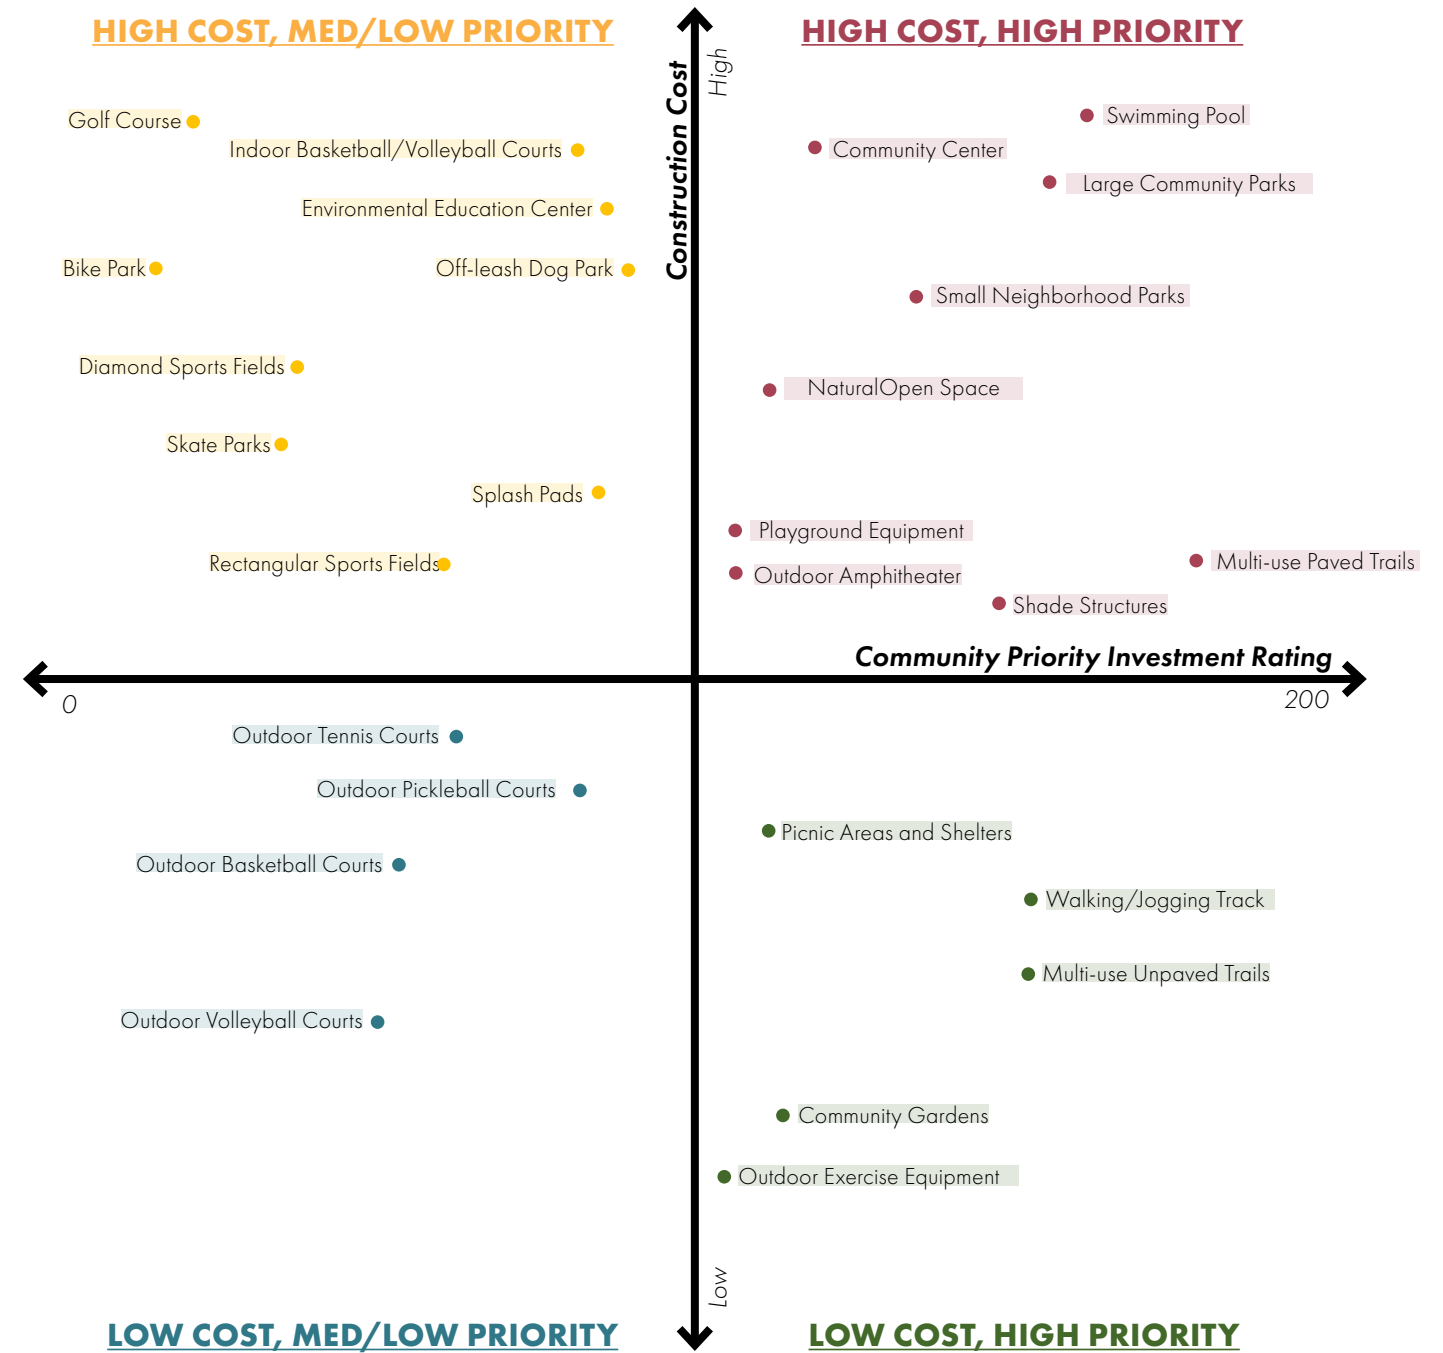 HIGH COST, MED/LOW PRIORITY
HIGH COST, HIGH PRIORITY
Construction Cost
High
Golf Course
Indoor Basketball/Volleyball Courts
Environmental Education Center
Bike Park
Off-leash Dog Park
Diamond Sports Fields
Skate Parks
Splash Pads
Rectangular Sports Fields
Swimming Pool
Community Center
Large Community Parks
Small Neighborhood Parks
NaturalOpen Space
Playground Equipment
Multi-use Paved Trails
Outdoor Amphitheater
Shade Structures
Community Priority Investment Rating
0
200
Outdoor Tennis Courts
Outdoor Pickleball Courts
Outdoor Basketball Courts
Outdoor Volleyball Courts
Picnic Areas and Shelters
Walking/Jogging Track
Multi-use Unpaved Trails
Community Gardens
Outdoor Exercise Equipment
Low
LOW COST, MED/LOW PRIORITY
LOW COST, HIGH PRIORITY